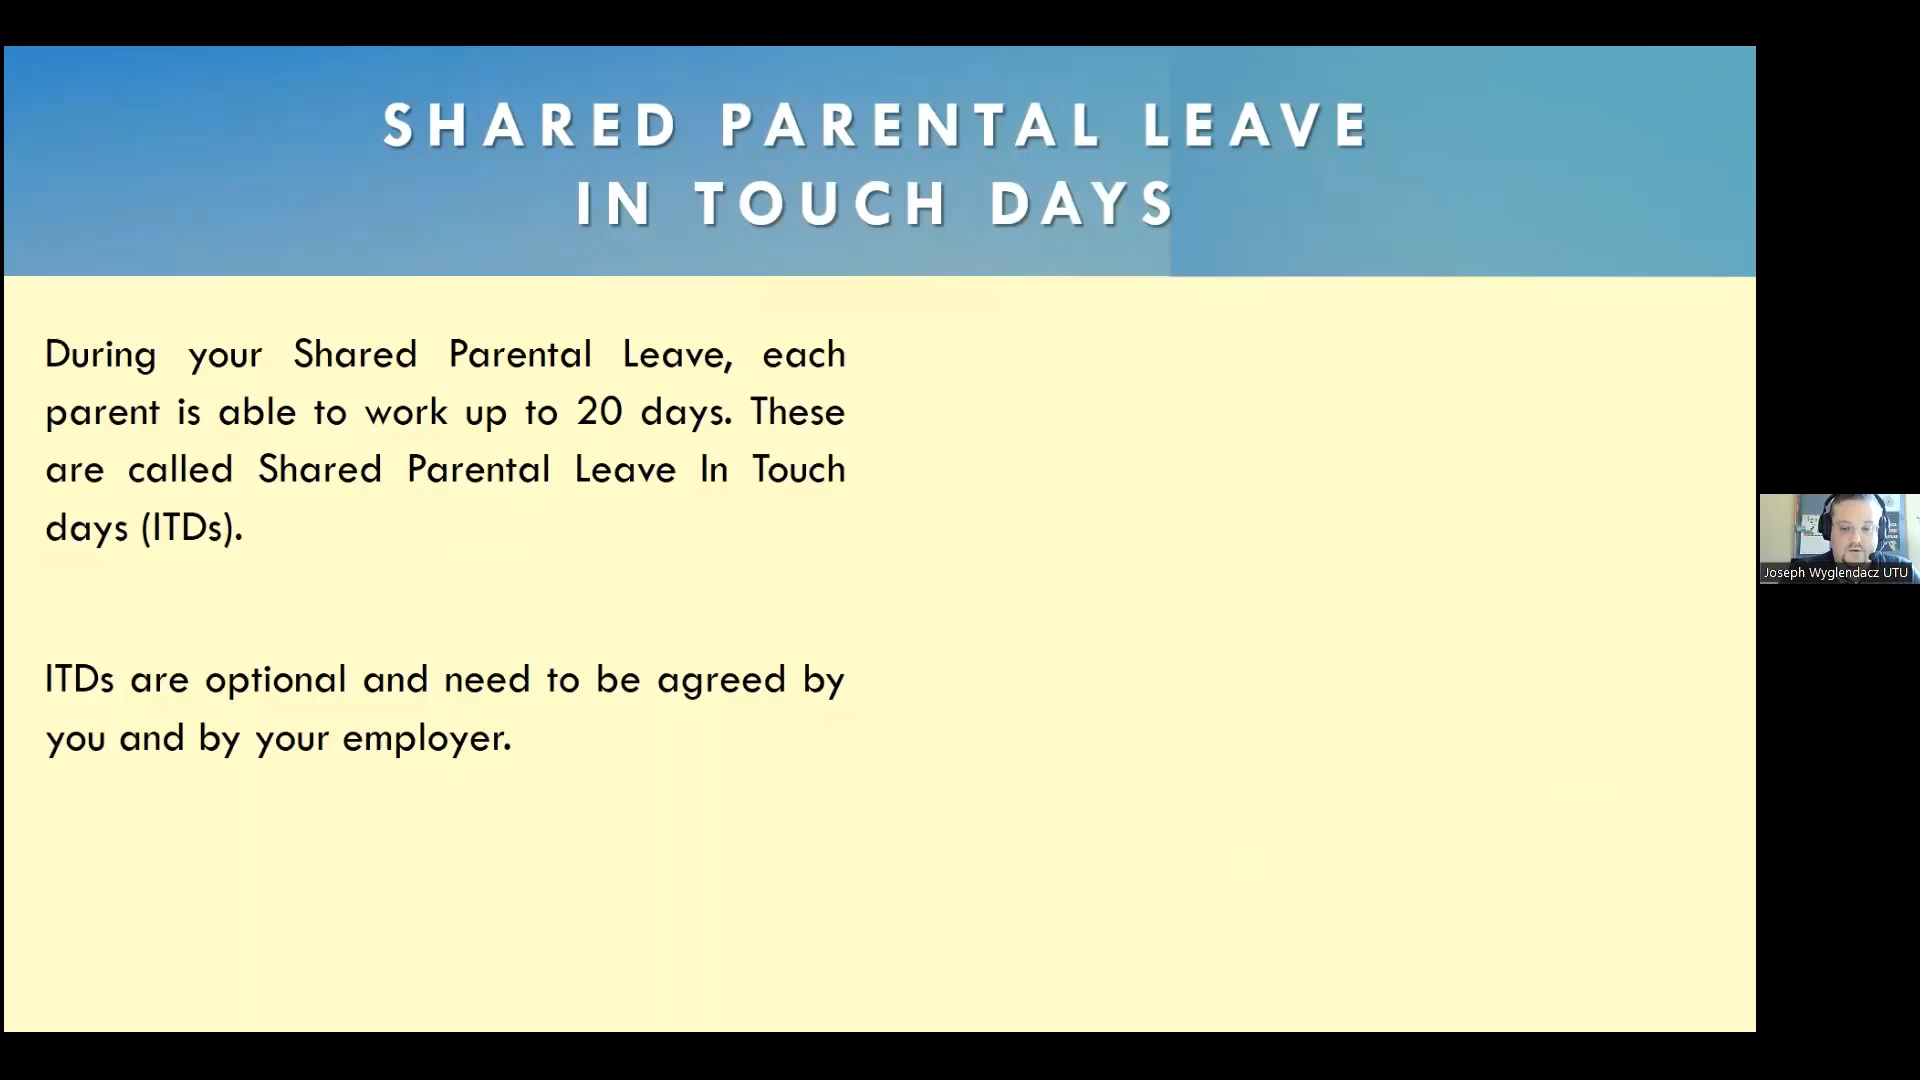 SHARED PARENTAL LEAVE
IN TOUCH DAYS
During your Shared Parental Leave, each
parent is able to work up to 20 days. These
are called Shared Parental Leave In Touch
days (ITDs).
ITDs are optional and need to be agreed by
you and by your employer.
Joseph Wyglendacz UTU